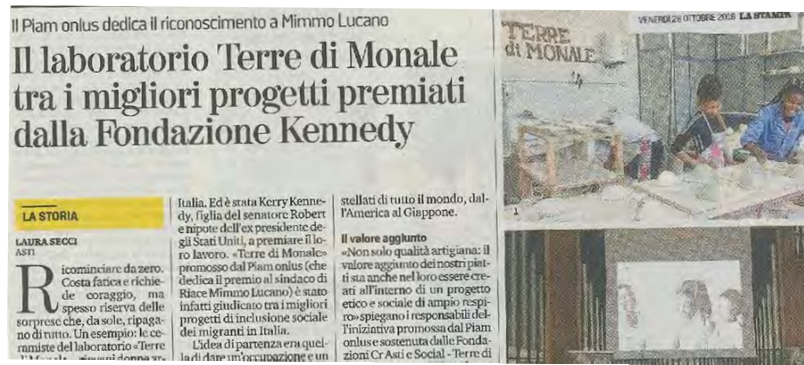 Il Piam onlus dedica il riconoscimento a Mimmo Lucano
Il laboratorio Terre di Monale
tra i migliori progetti premiati
dalla Fondazione Kennedy
LA STORIA
LAURA SECCI
ASTI
Ricominciare da zero.
Costa fatica e richie-
de coraggio, ma
spesso riserva delle
sorprese che, da sole, ripaga-
no di tutto. Un esempio: le ce-
ramiste del laboratorio «Terre
Italia. Ed è stata Kerry Kenne-
dy, figlia del senatore Robert
e nipote dell'ex presidente de-
gli Stati Uniti, a premiare il lo-
ro lavoro. «Terre di Monale»
promosso dal Piam onlus (che
dedica il premio al sindaco di
Riace Mimmo Lucano) è stato
infatti giudicato tra i migliori
progetti di inclusione sociale
dei migranti in Italia.
L'idea di partenza era quel-
la di dare un'occupazione e un
stellati di tutto il mondo, dal-
l'America al Giappone.
Il valore aggiunto
«Non solo qualità artigiana: il
valore aggiunto dei nostri piat-
ti sta anche nel loro essere cre-
ati all'interno di un progetto
etico e sociale di ampio respi-
ro» spiegano i responsabili del-
l'iniziativa promossa dal Piam
onlus e sostenuta dalle Fonda-
zioni Cr Asti e Social - Terre di
VENERDÌ 26 OTTOBRE 2018 LA STAMPA
TERRE
di MONALE
1